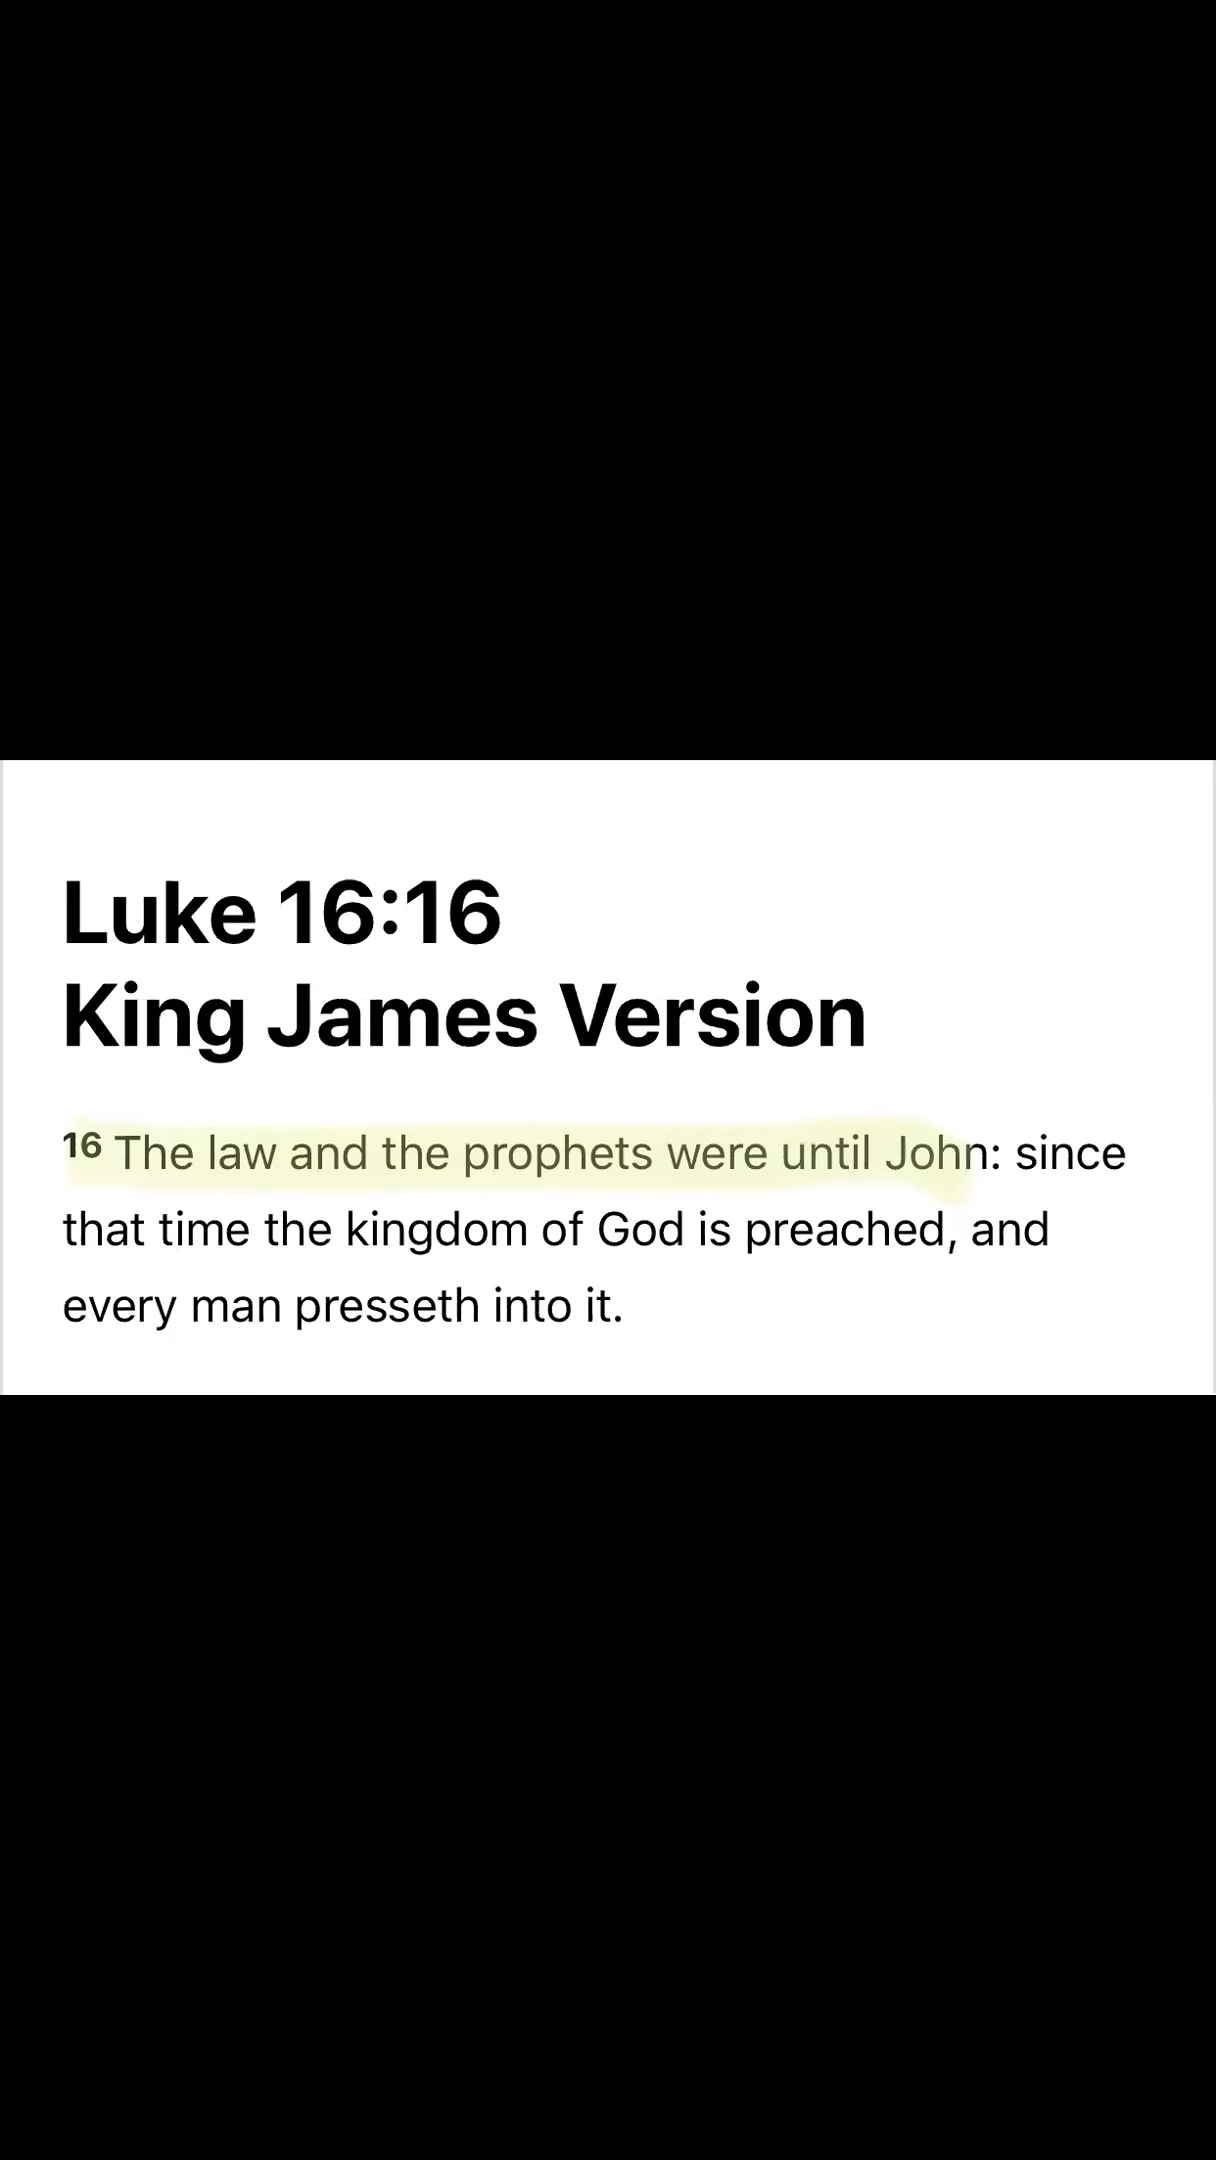 Luke 16:16
King James Version
16 The law and the prophets were until John: since
that time the kingdom of God is preached, and
every man presseth into it.